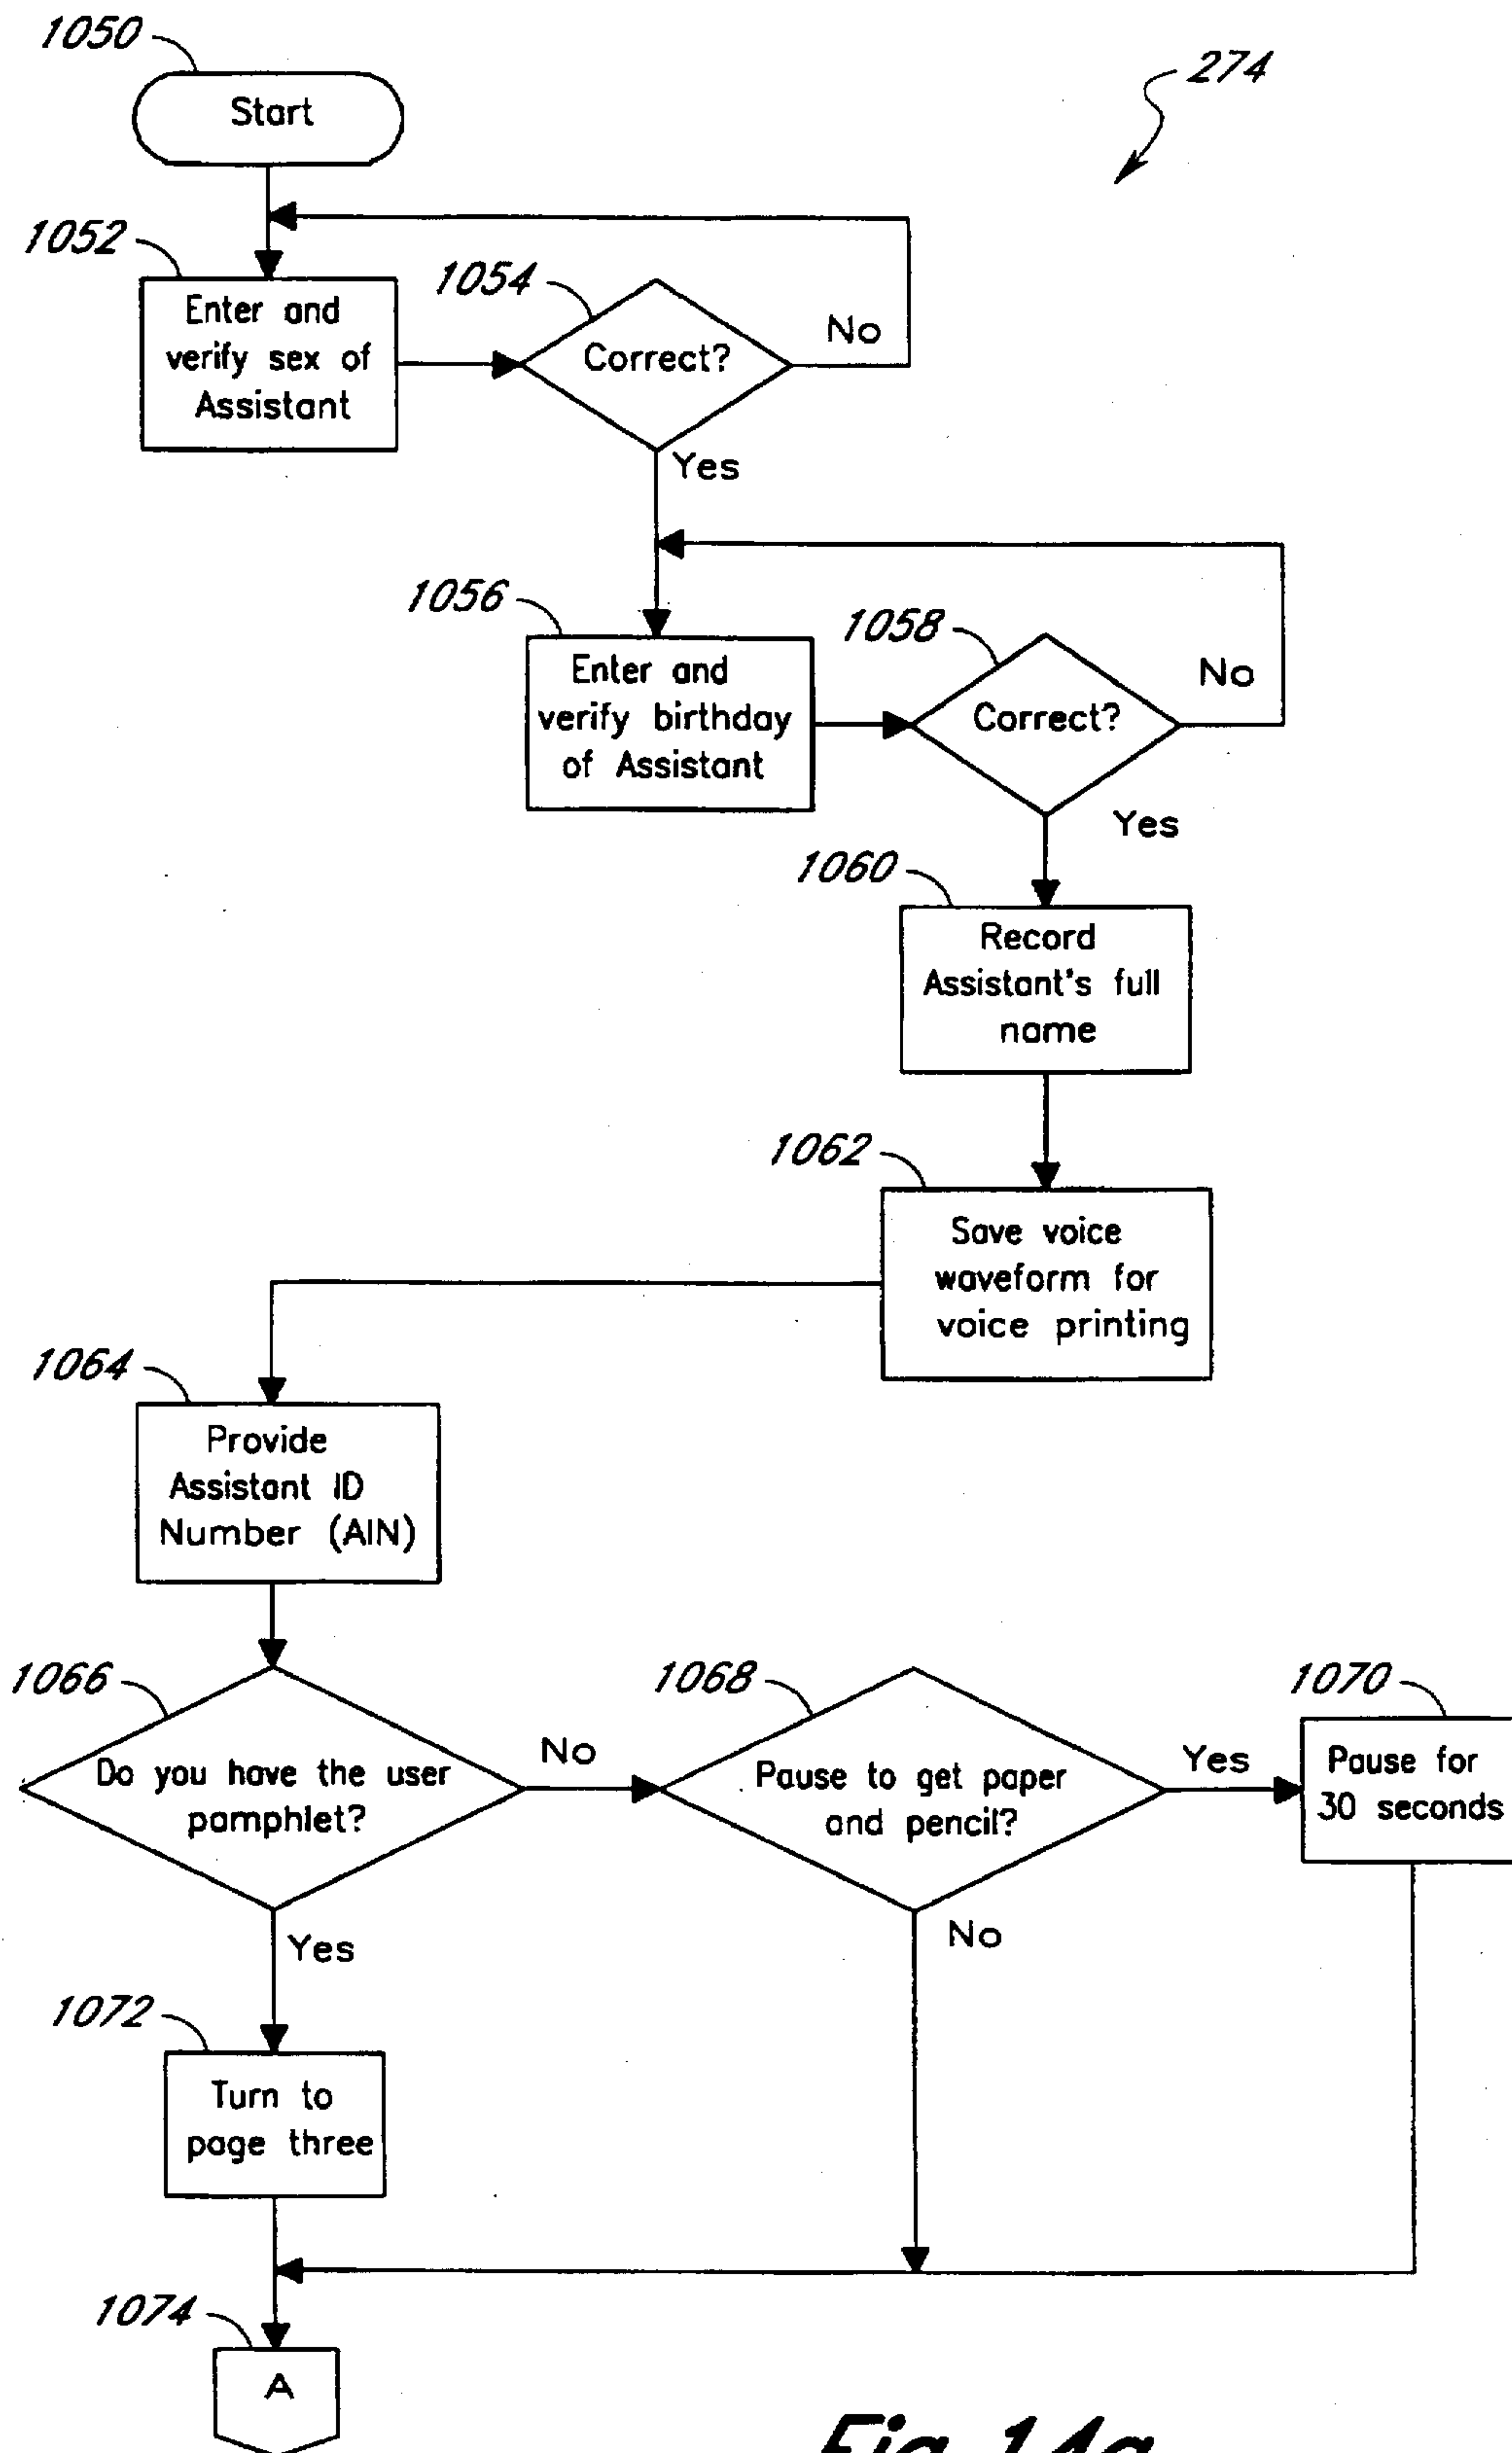 1050
Start
274
1052
Enter and
verify sex of
Assistant
1054
Correct?
No
Yes
1056
Enter and
verify birthday
of Assistant
1058
Correct?
No
Yes
1060
Record
Assistant's full
name
1062
Save voice
waveform for
voice printing
1064
Provide
Assistant ID
Number (AIN)
1066
Do you have the user
pamphlet?
No
1068
Pause to get paper
and pencil?
Yes
1070
Pause for
30 seconds
Yes
No
1072
Turn to
page three
1074
A
Fig. 14a